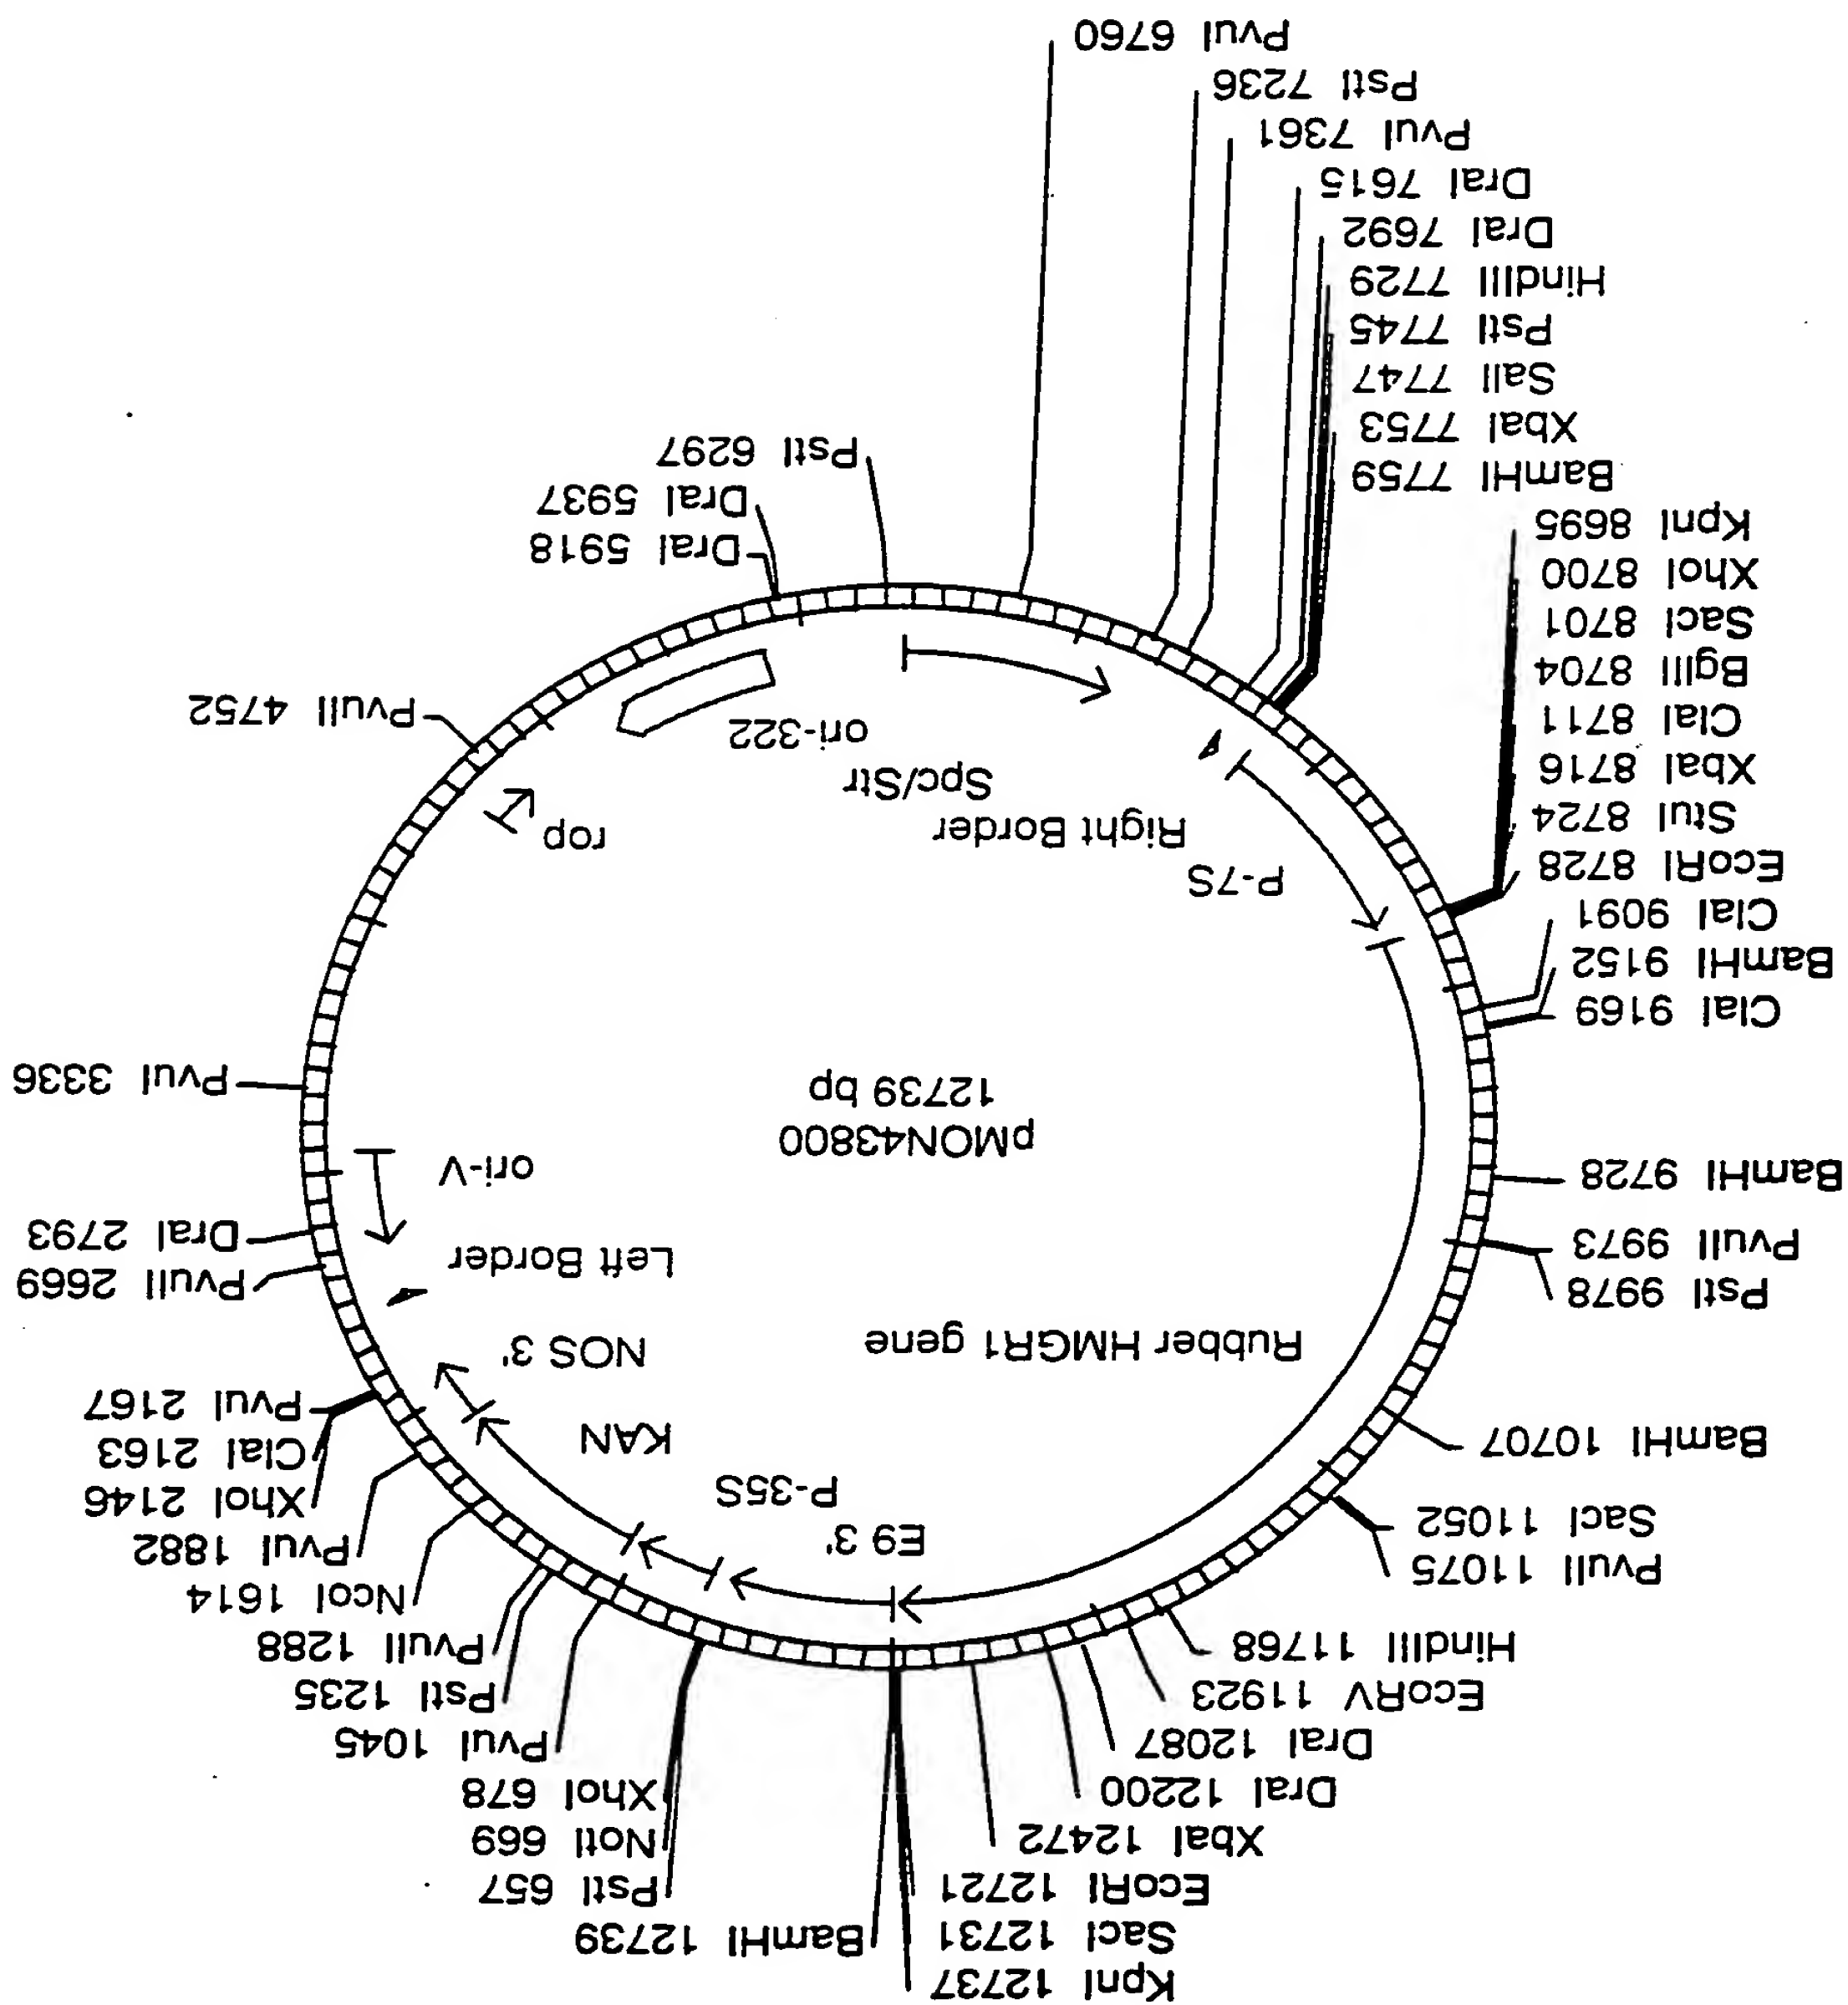 KpnI 12737
SacI 12731
EcoRI 12721
XbaI 12472
DraI 12200
DraI 12087
EcoRV 11923
HindIII 11768
PvuII 11075
SacI 11052
BamHI 10707
PstI 9978
PvuII 9973
BamHI 9728
ClaI 9169
BamHI 9152
ClaI 9091
EcoRI 8728
StuI 8724
XbaI 8716
ClaI 8711
BglII 8704
SacI 8701
XhoI 8700
KpnI 8695
BamHI 7759
XbaI 7753
SalI 7747
PstI 7745
HindIII 7729
DraI 7692
DraI 7615
PvuI 7361
PstI 7236
PvuI 6760
BamHI 12739
PstI 657
NotI 669
XhoI 678
PvuI 1045
PstI 1235
PvuII 1288
NcoI 1614
PvuI 1882
XhoI 2146
ClaI 2163
PvuI 2167
PvuII 2669
DraI 2793
PvuI 3336
PvuII 4752
DraI 5918
DraI 5937
PstI 6297
E9 3'
P-35S
KAN
NOS 3'
Rubber HMGR1 gene
Left Border
ori-V
pMON43800
12739 bp
P-7S
rop
Right Border
Spc/Str
ori-322